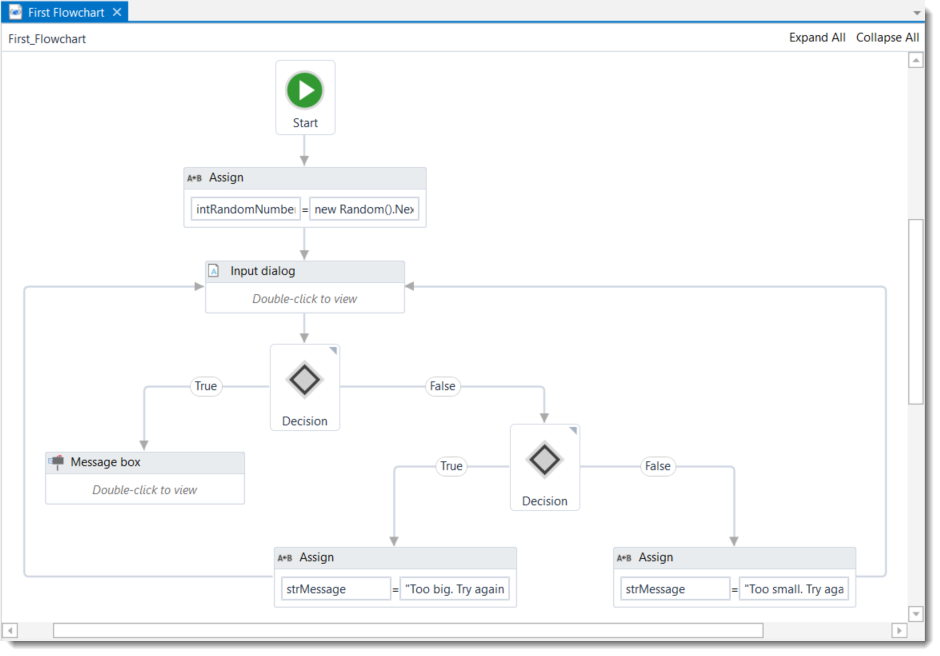 First Flowchart
First_Flowchart
Expand All Collapse All
Start
A+B Assign
intRandomNumber = new Random().Nex
A Input dialog
Double-click to view
True
False
Decision
Message box
Double-click to view
True
False
Decision
A+B Assign
strMessage = "Too big. Try again
A+B Assign
strMessage = "Too small. Try aga